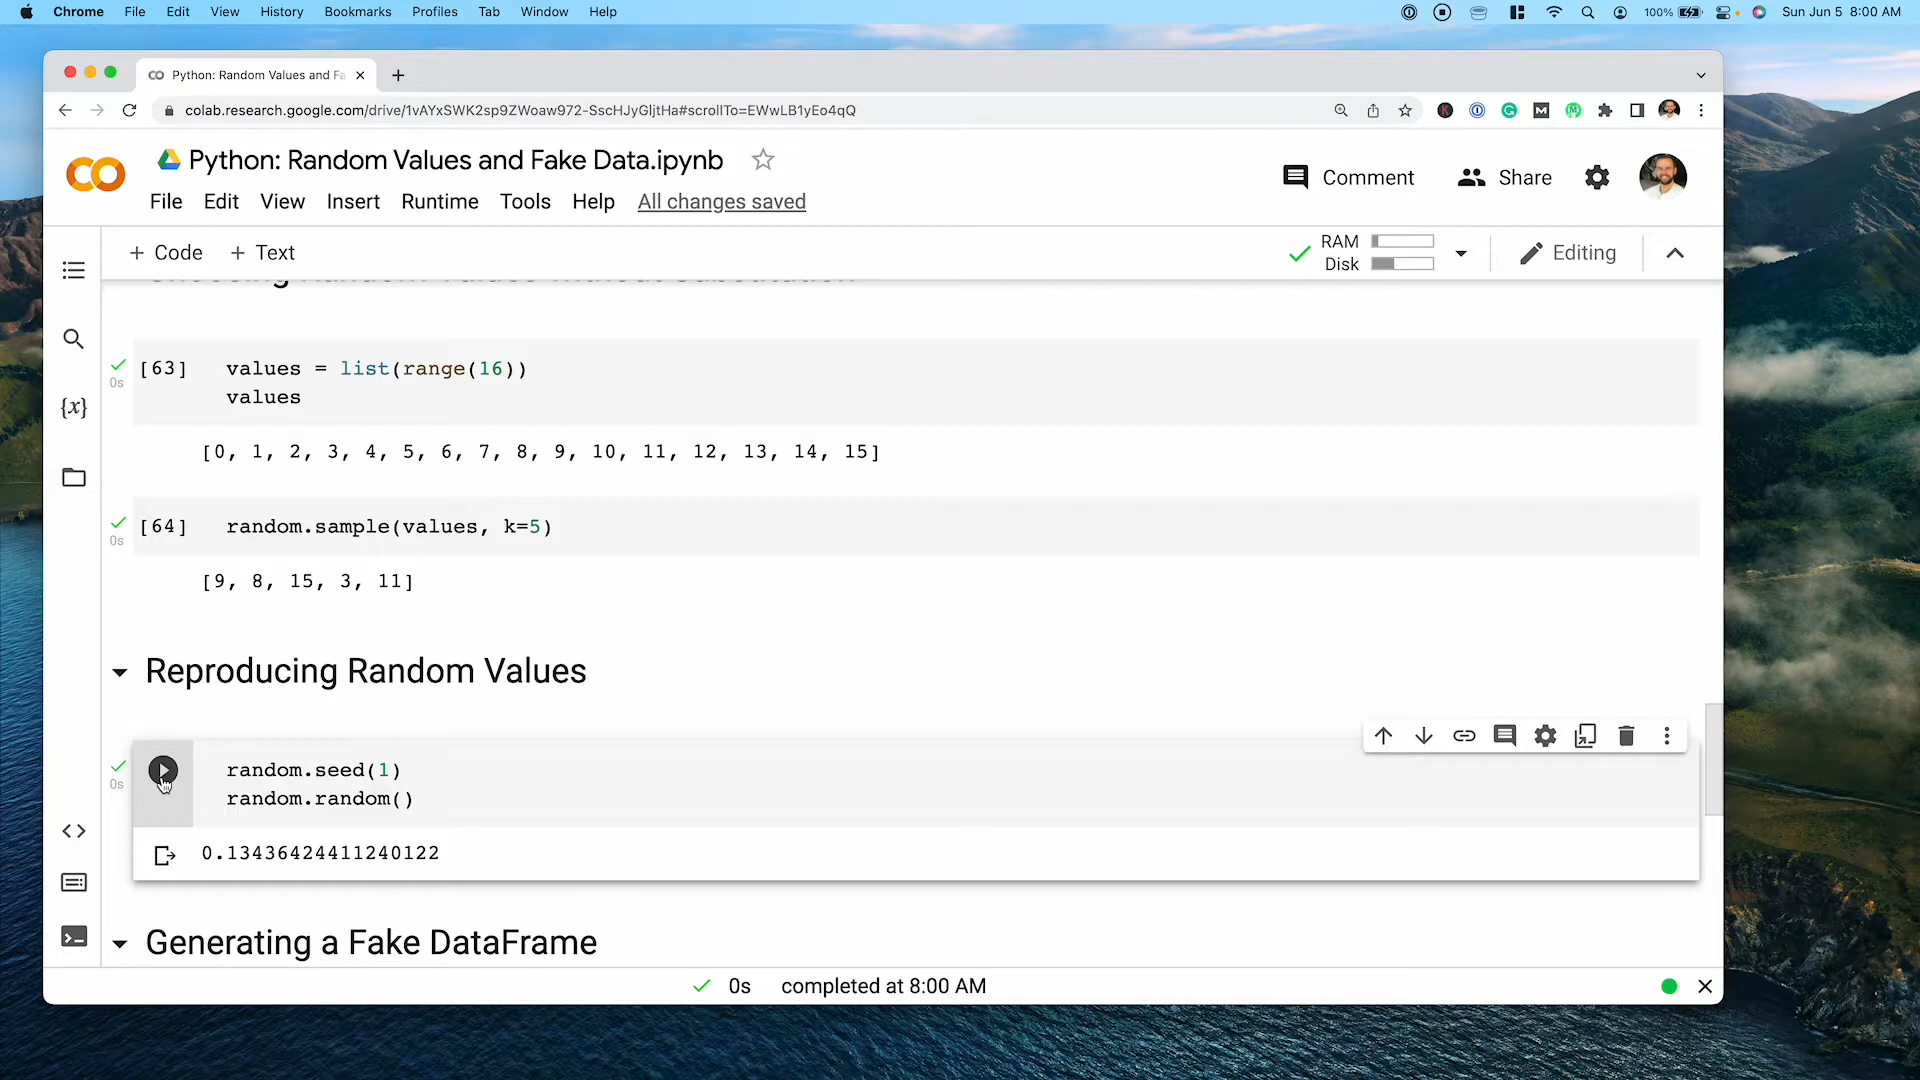 Chrome File Edit View History Bookmarks Profiles Tab Window Help 100% Sun Jun 5 8:00 AM
Python: Random Values and Fa
colab.research.google.com/drive/1vAYxSWK2sp9ZWoaw972-SscHJyGljtHa#scrollTo=EWwLB1yEo4qQ
Python: Random Values and Fake Data.ipynb
Comment Share
File Edit View Insert Runtime Tools Help All changes saved
+ Code + Text
RAM
Disk
Editing
[63] values = list(range(16))
values
0s
[0, 1, 2, 3, 4, 5, 6, 7, 8, 9, 10, 11, 12, 13, 14, 15]
[64] random.sample(values, k=5)
0s
[9, 8, 15, 3, 11]
Reproducing Random Values
random.seed(1)
0s
random.random()
0.13436424411240122
Generating a Fake DataFrame
0s completed at 8:00 AM